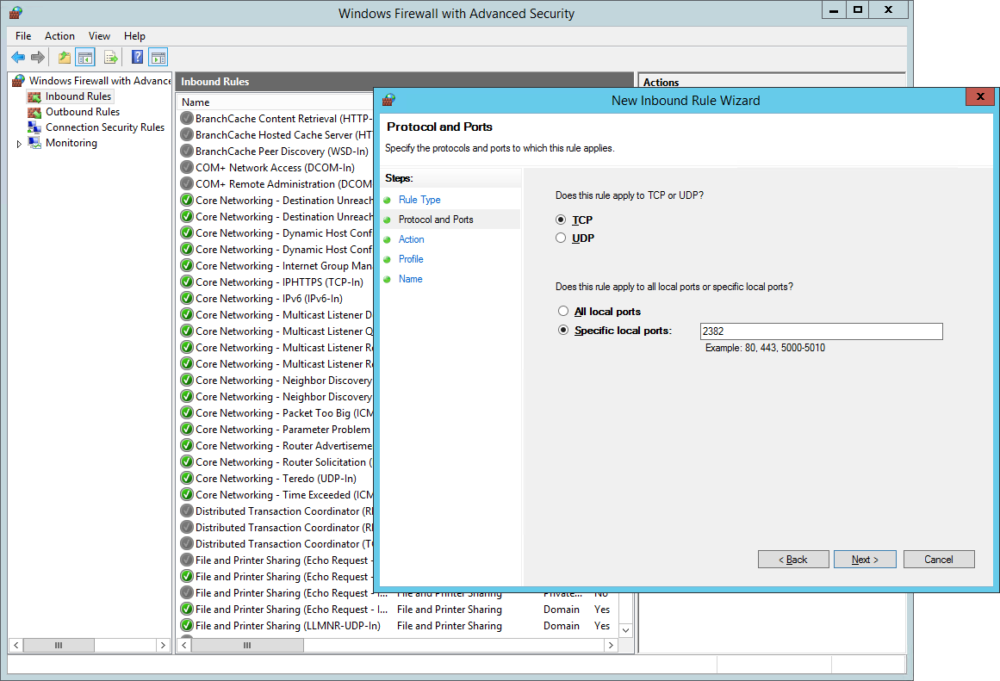 Windows Firewall with Advanced Security
File Action View Help
Windows Firewall with Advance
Inbound Rules
Outbound Rules
Connection Security Rules
Monitoring
Inbound Rules
Name
BranchCache Content Retrieval (HTTP-
BranchCache Hosted Cache Server (HT
BranchCache Peer Discovery (WSD-In)
COM+ Network Access (DCOM-In)
COM+ Remote Administration (DCOM
Core Networking - Destination Unreach
Core Networking - Destination Unreach
Core Networking - Dynamic Host Conf
Core Networking - Dynamic Host Conf
Core Networking - Internet Group Man
Core Networking - IPHTTPS (TCP-In)
Core Networking - IPv6 (IPv6-In)
Core Networking - Multicast Listener D
Core Networking - Multicast Listener Q
Core Networking - Multicast Listener Re
Core Networking - Multicast Listener Re
Core Networking - Neighbor Discovery
Core Networking - Neighbor Discovery
Core Networking - Packet Too Big (ICM
Core Networking - Parameter Problem
Core Networking - Router Advertiseme
Core Networking - Router Solicitation (
Core Networking - Teredo (UDP-In)
Core Networking - Time Exceeded (ICM
Distributed Transaction Coordinator (RI
Distributed Transaction Coordinator (RI
Distributed Transaction Coordinator (TC
File and Printer Sharing (Echo Request -
File and Printer Sharing (Echo Request -
File and Printer Sharing (Echo Request - I... File and Printer Sharing Private... No
File and Printer Sharing (Echo Request - I... File and Printer Sharing Domain Yes
File and Printer Sharing (LLMNR-UDP-In) File and Printer Sharing Domain Yes
Actions
New Inbound Rule Wizard
X
Protocol and Ports
Specify the protocols and ports to which this rule applies.
Steps:
Rule Type
Protocol and Ports
Action
Profile
Name
Does this rule apply to TCP or UDP?
TCP
UDP
Does this rule apply to all local ports or specific local ports?
All local ports
Specific local ports: 2382
Example: 80, 443, 5000-5010
< Back Next > Cancel